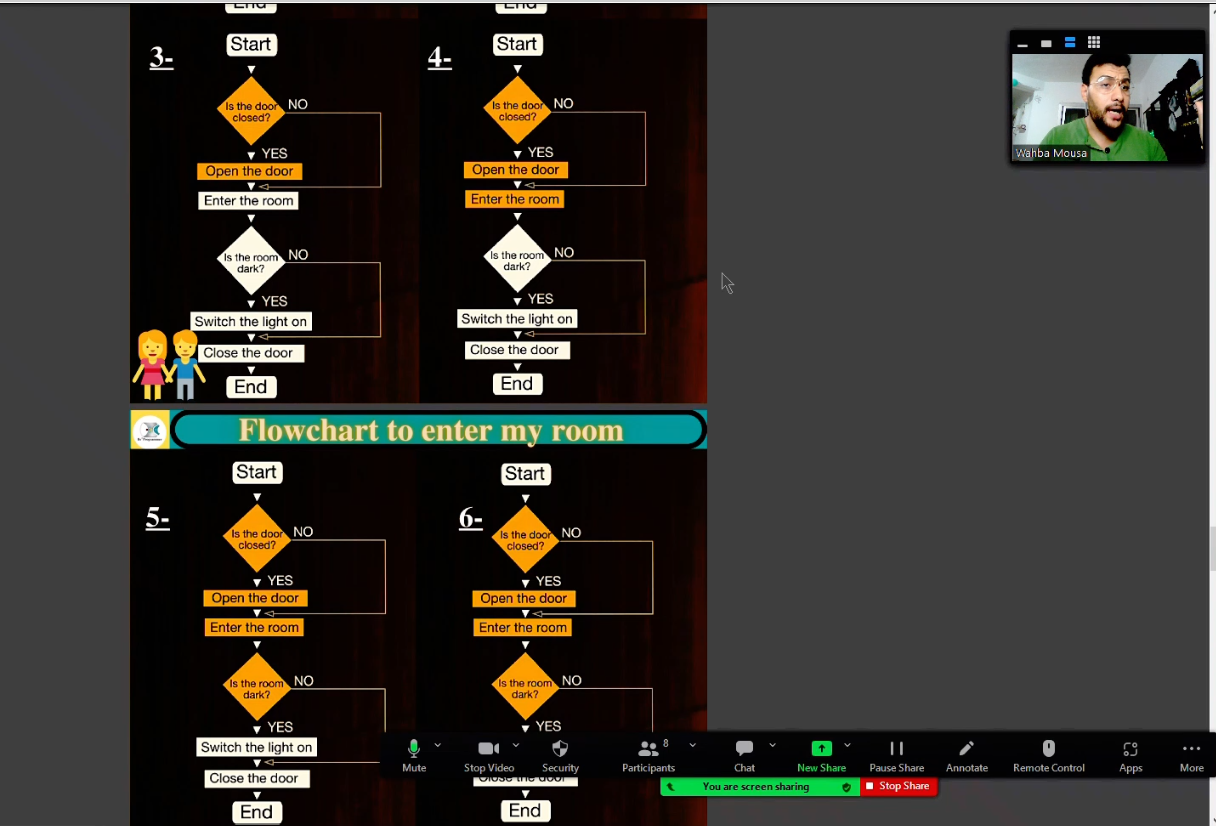 End
End
3-
Start
Is the door
closed?
NO
YES
Open the door
Enter the room
Is the room
dark?
NO
YES
Switch the light on
Close the door
End
4-
Start
Is the door
closed?
NO
YES
Open the door
Enter the room
Is the room
dark?
NO
YES
Switch the light on
Close the door
End
Wahba Mousa
Flowchart to enter my room
5-
Start
Is the door
closed?
NO
YES
Open the door
Enter the room
Is the room
dark?
NO
YES
Switch the light on
Close the door
End
6-
Start
Is the door
closed?
NO
YES
Open the door
Enter the room
Is the room
dark?
NO
YES
Close the door
End
Mute
Stop Video
Security
8
Participants
Chat
New Share
Pause Share
Annotate
Remote Control
Apps
More
You are screen sharing
Stop Share